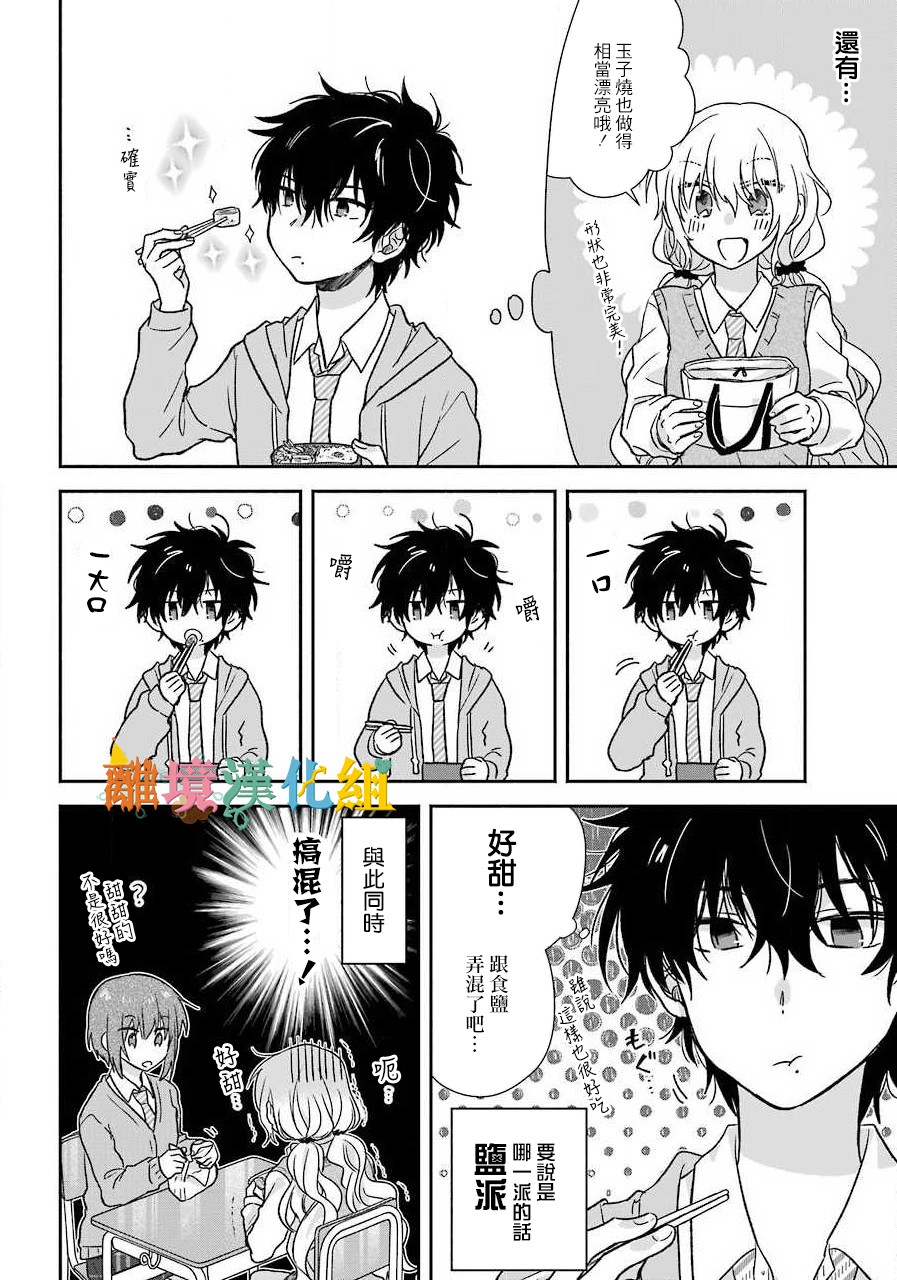 還有…
玉子燒也做得
相當漂亮哦！
形狀也非常完美！
…確實
一口
嚼
嚼
一大口
離境漢化組
好甜…
跟食鹽
弄混了吧…
雖說
這樣也很好吃
もぐ…
要說是
哪一派的話
鹽派
與此同時
搞混了…！
呃…
好甜…
？
甜甜的
不是很好嗎